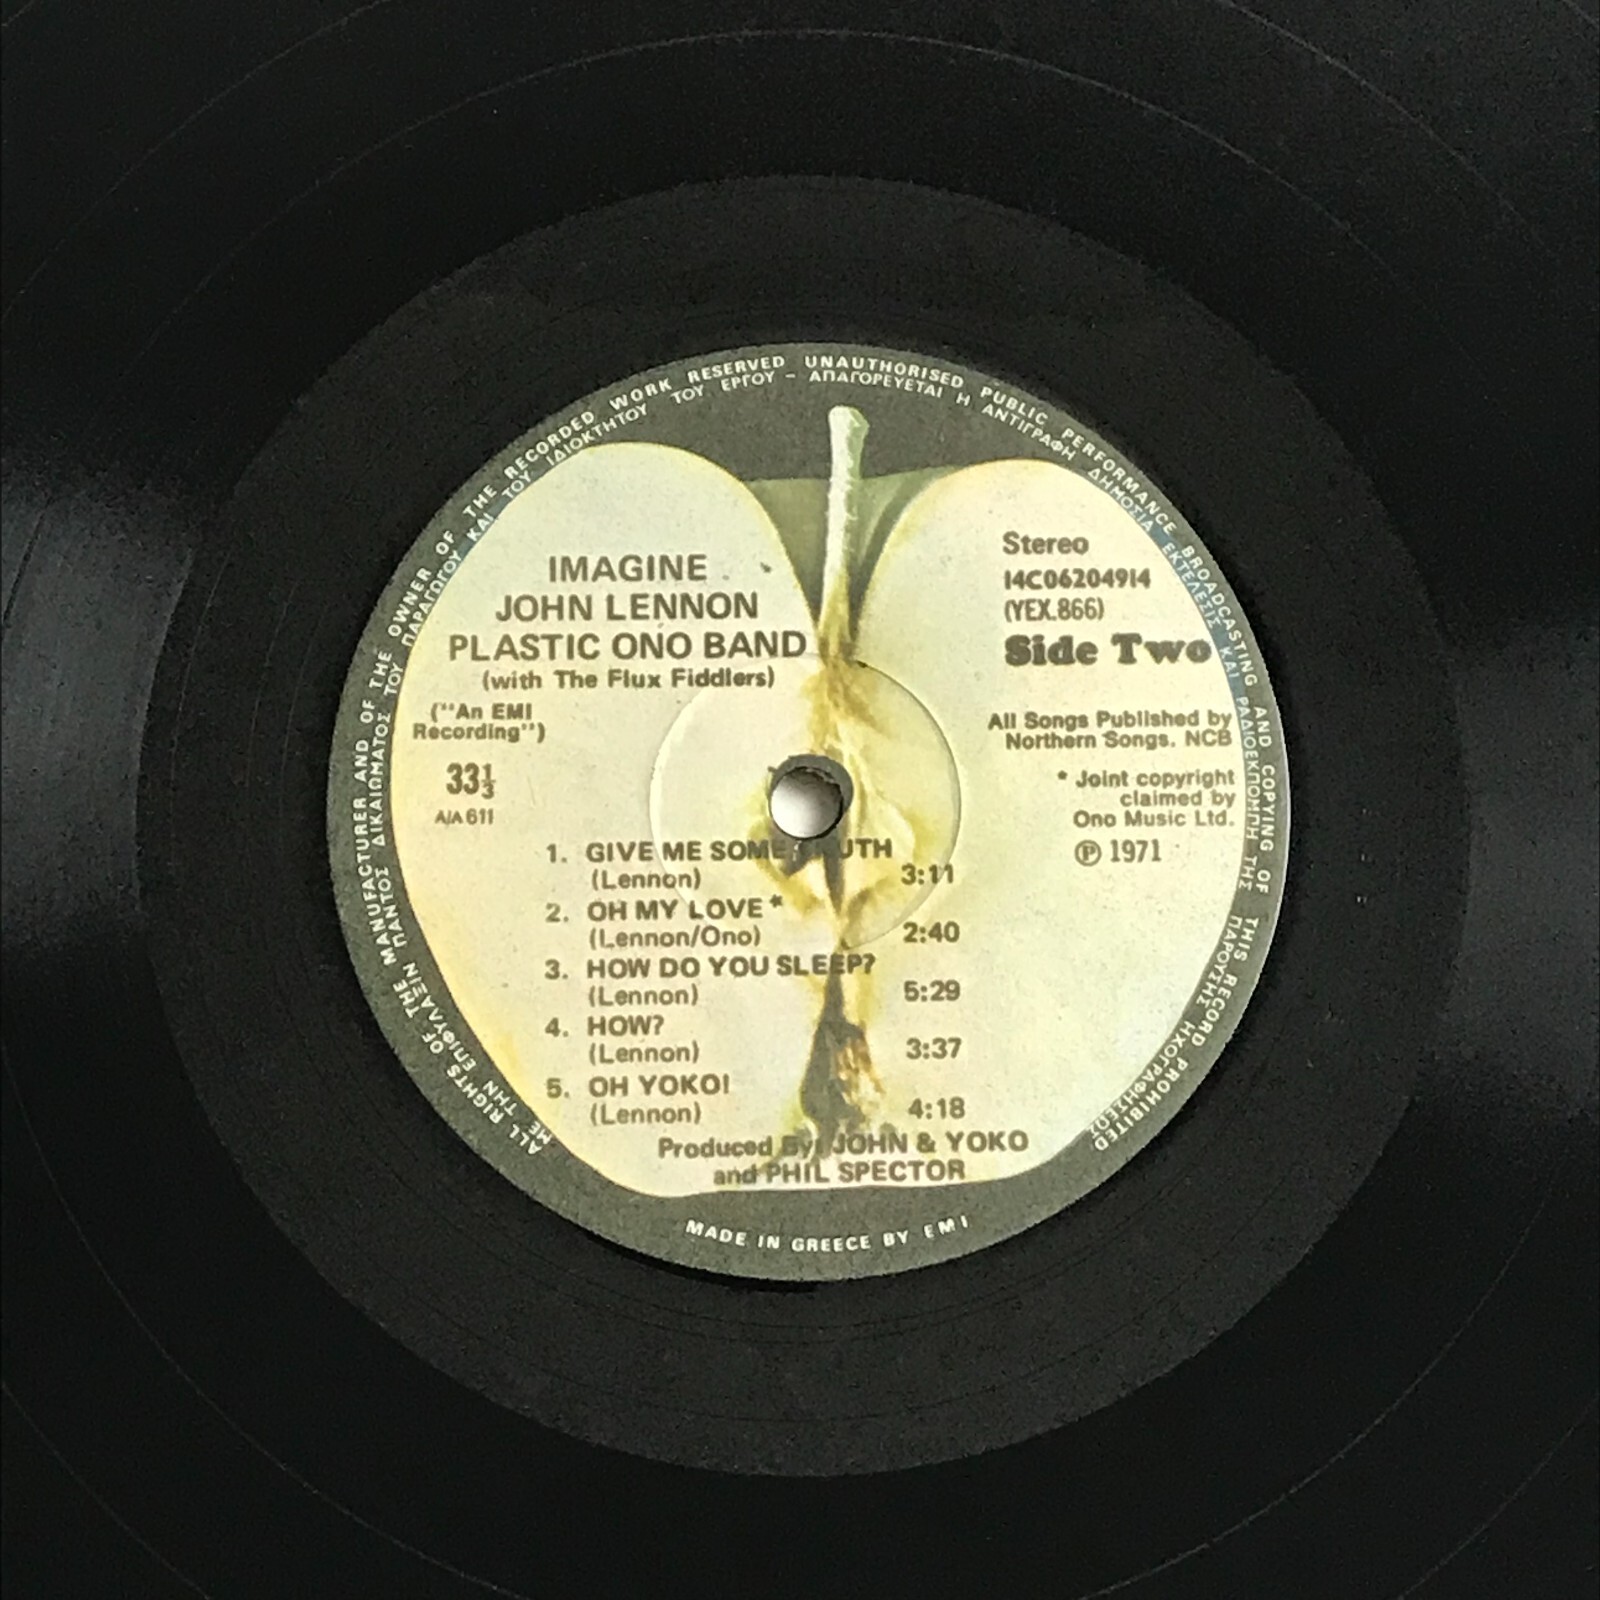 ALL RIGHTS OF THE MANUFACTURER AND OF THE OWNER OF THE RECORDED WORK RESERVED UNAUTHORISED PUBLIC PERFORMANCE BROADCASTING AND COPYING OF THIS RECORD PROHIBITED
ΜΕ ΤΗΝ ΕΠΙΦΥΛΑΞΙΝ ΠΑΝΤΟΣ ΔΙΚΑΙΩΜΑΤΟΣ ΤΟΥ ΠΑΡΑΓΩΓΟΥ ΚΑΙ ΤΟΥ ΙΔΙΟΚΤΗΤΟΥ ΤΟΥ ΕΡΓΟΥ – ΑΠΑΓΟΡΕΥΕΤΑΙ Η ΑΝΤΙΓΡΑΦΗ ΔΗΜΟΣΙΑ ΕΚΤΕΛΕΣΙΣ ΚΑΙ ΡΑΔΙΟΕΚΠΟΜΠΗ ΤΗΣ ΠΑΡΟΥΣΗΣ ΗΧΟΓΡΑΦΗΣΕΩΣ
IMAGINE
JOHN LENNON
PLASTIC ONO BAND
(with The Flux Fiddlers)
("An EMI
Recording")
33⅓
A/A 611
Stereo
14C06204914
(YEX.866)
Side Two
All Songs Published by
Northern Songs. NCB
* Joint copyright
claimed by
Ono Music Ltd.
℗ 1971
1. GIVE ME SOME TRUTH
(Lennon) 3:11
2. OH MY LOVE *
(Lennon/Ono) 2:40
3. HOW DO YOU SLEEP?
(Lennon) 5:29
4. HOW?
(Lennon) 3:37
5. OH YOKO!
(Lennon) 4:18
Produced By: JOHN & YOKO
and PHIL SPECTOR
MADE IN GREECE BY EMI